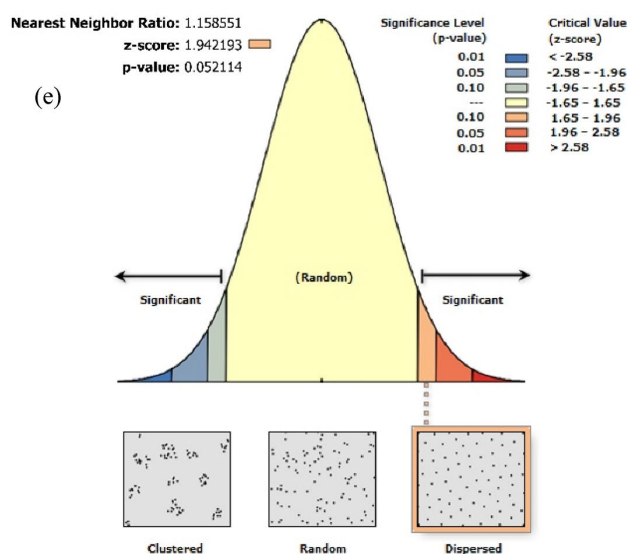 Nearest Neighbor Ratio: 1.158551
z-score: 1.942193
p-value: 0.052114
(e)
Significance Level
(p-value)
Critical Value
(z-score)
0.01 < -2.58
0.05 -2.58 – -1.96
0.10 -1.96 – -1.65
--- -1.65 – 1.65
0.10 1.65 – 1.96
0.05 1.96 – 2.58
0.01 > 2.58
Significant
(Random)
Significant
Clustered
Random
Dispersed